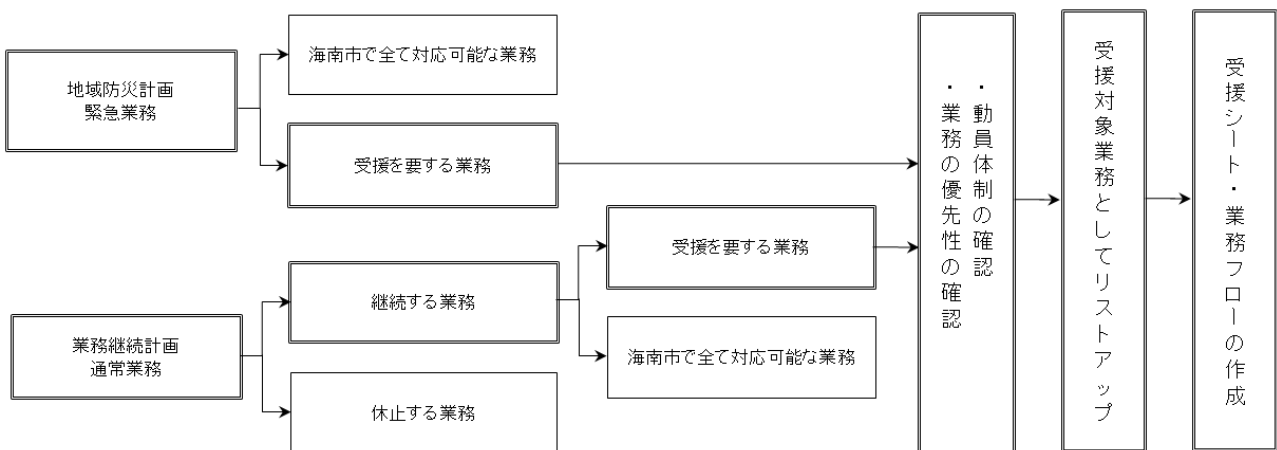 地域防災計画
緊急業務
海南市で全て対応可能な業務
受援を要する業務
業務継続計画
通常業務
継続する業務
休止する業務
受援を要する業務
海南市で全て対応可能な業務
・動員体制の確認
・業務の優先性の確認
受援対象業務としてリストアップ
受援シート・業務フローの作成